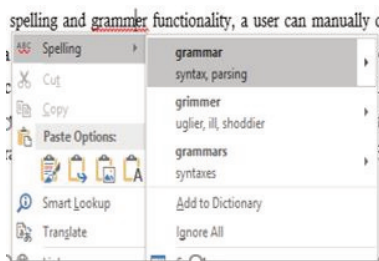 spelling and grammer functionality, a user can manually
Spelling
Cut
Copy
Paste Options:
Smart Lookup
Translate
grammar
syntax, parsing
grimmer
uglier, ill, shoddier
grammars
syntaxes
Add to Dictionary
Ignore All